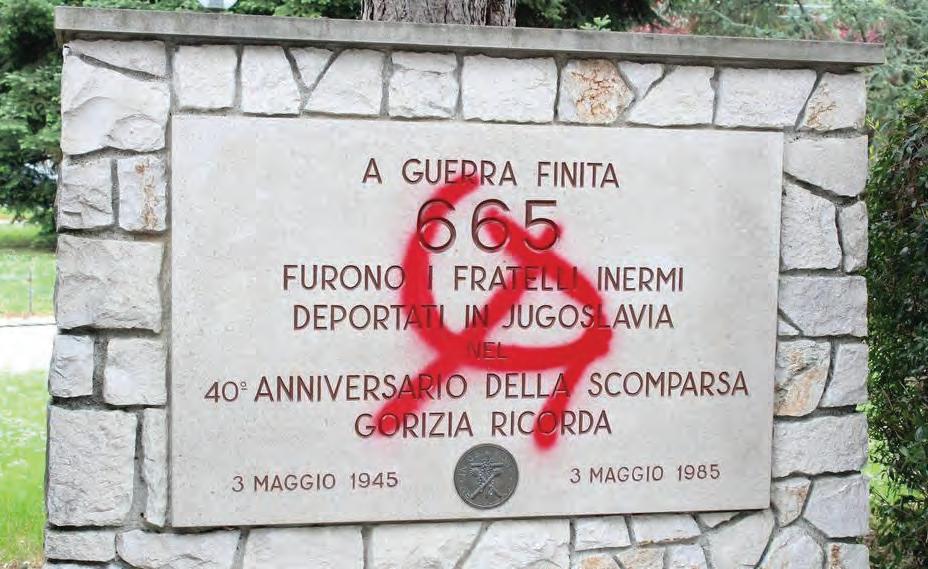 A GUERRA FINITA
665
FURONO I FRATELLI INERMI
DEPORTATI IN JUGOSLAVIA
NEL
40º ANNIVERSARIO DELLA SCOMPARSA
GORIZIA RICORDA
3 MAGGIO 1945
3 MAGGIO 1985